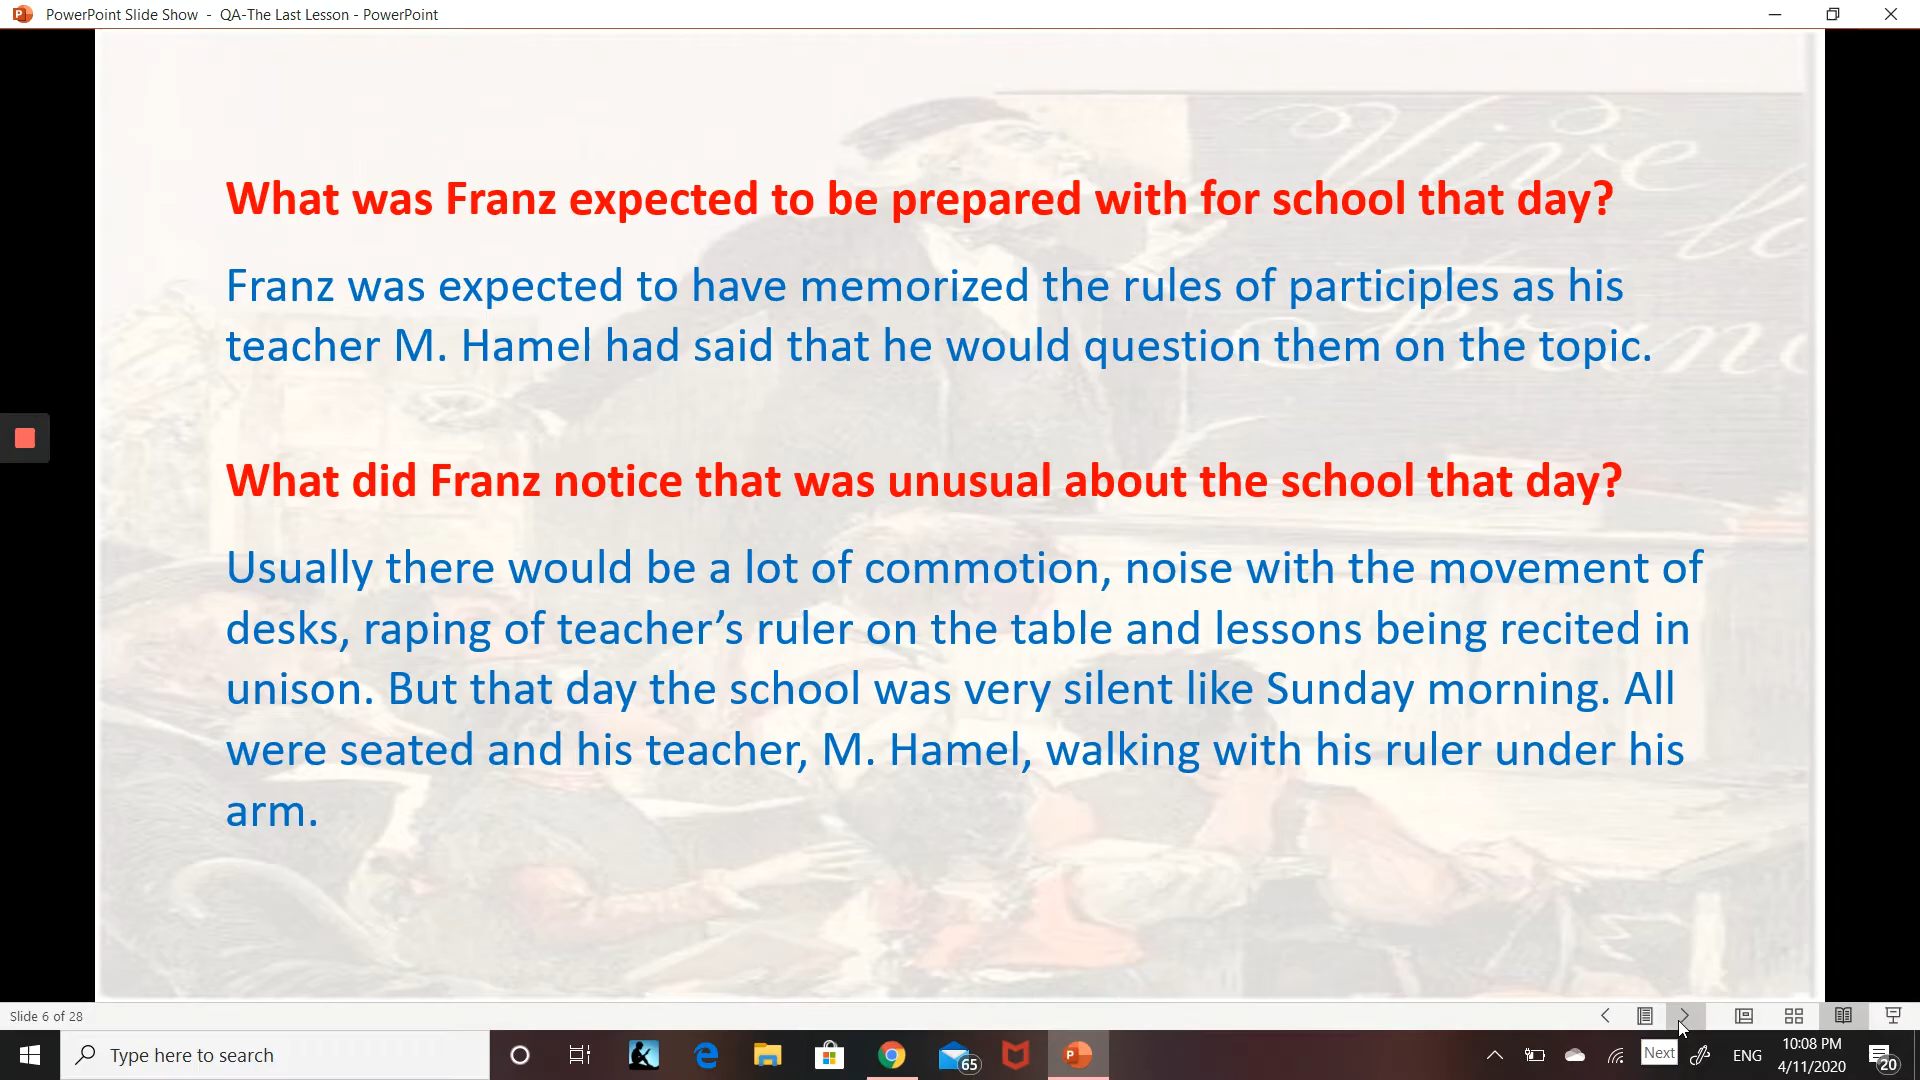 PowerPoint Slide Show - QA-The Last Lesson - PowerPoint
Vive
What was Franz expected to be prepared with for school that day?
Franz was expected to have memorized the rules of participles as his
teacher M. Hamel had said that he would question them on the topic.
What did Franz notice that was unusual about the school that day?
Usually there would be a lot of commotion, noise with the movement of
desks, raping of teacher’s ruler on the table and lessons being recited in
unison. But that day the school was very silent like Sunday morning. All
were seated and his teacher, M. Hamel, walking with his ruler under his
arm.
Slide 6 of 28
Type here to search
65
Next
ENG
10:08 PM
4/11/2020
20